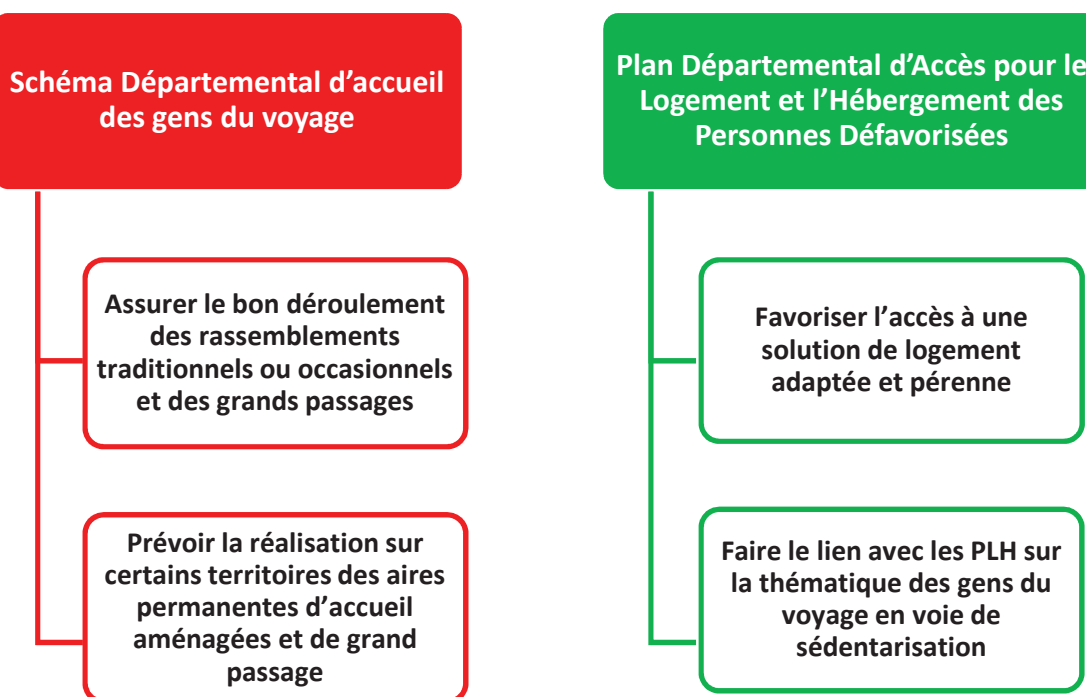 Schéma Départemental d'accueil
des gens du voyage
Assurer le bon déroulement
des rassemblements
traditionnels ou occasionnels
et des grands passages
Prévoir la réalisation sur
certains territoires des aires
permanentes d'accueil
aménagées et de grand
passage
Plan Départemental d'Accès pour le
Logement et l'Hébergement des
Personnes Défavorisées
Favoriser l'accès à une
solution de logement
adaptée et pérenne
Faire le lien avec les PLH sur
la thématique des gens du
voyage en voie de
sédentarisation